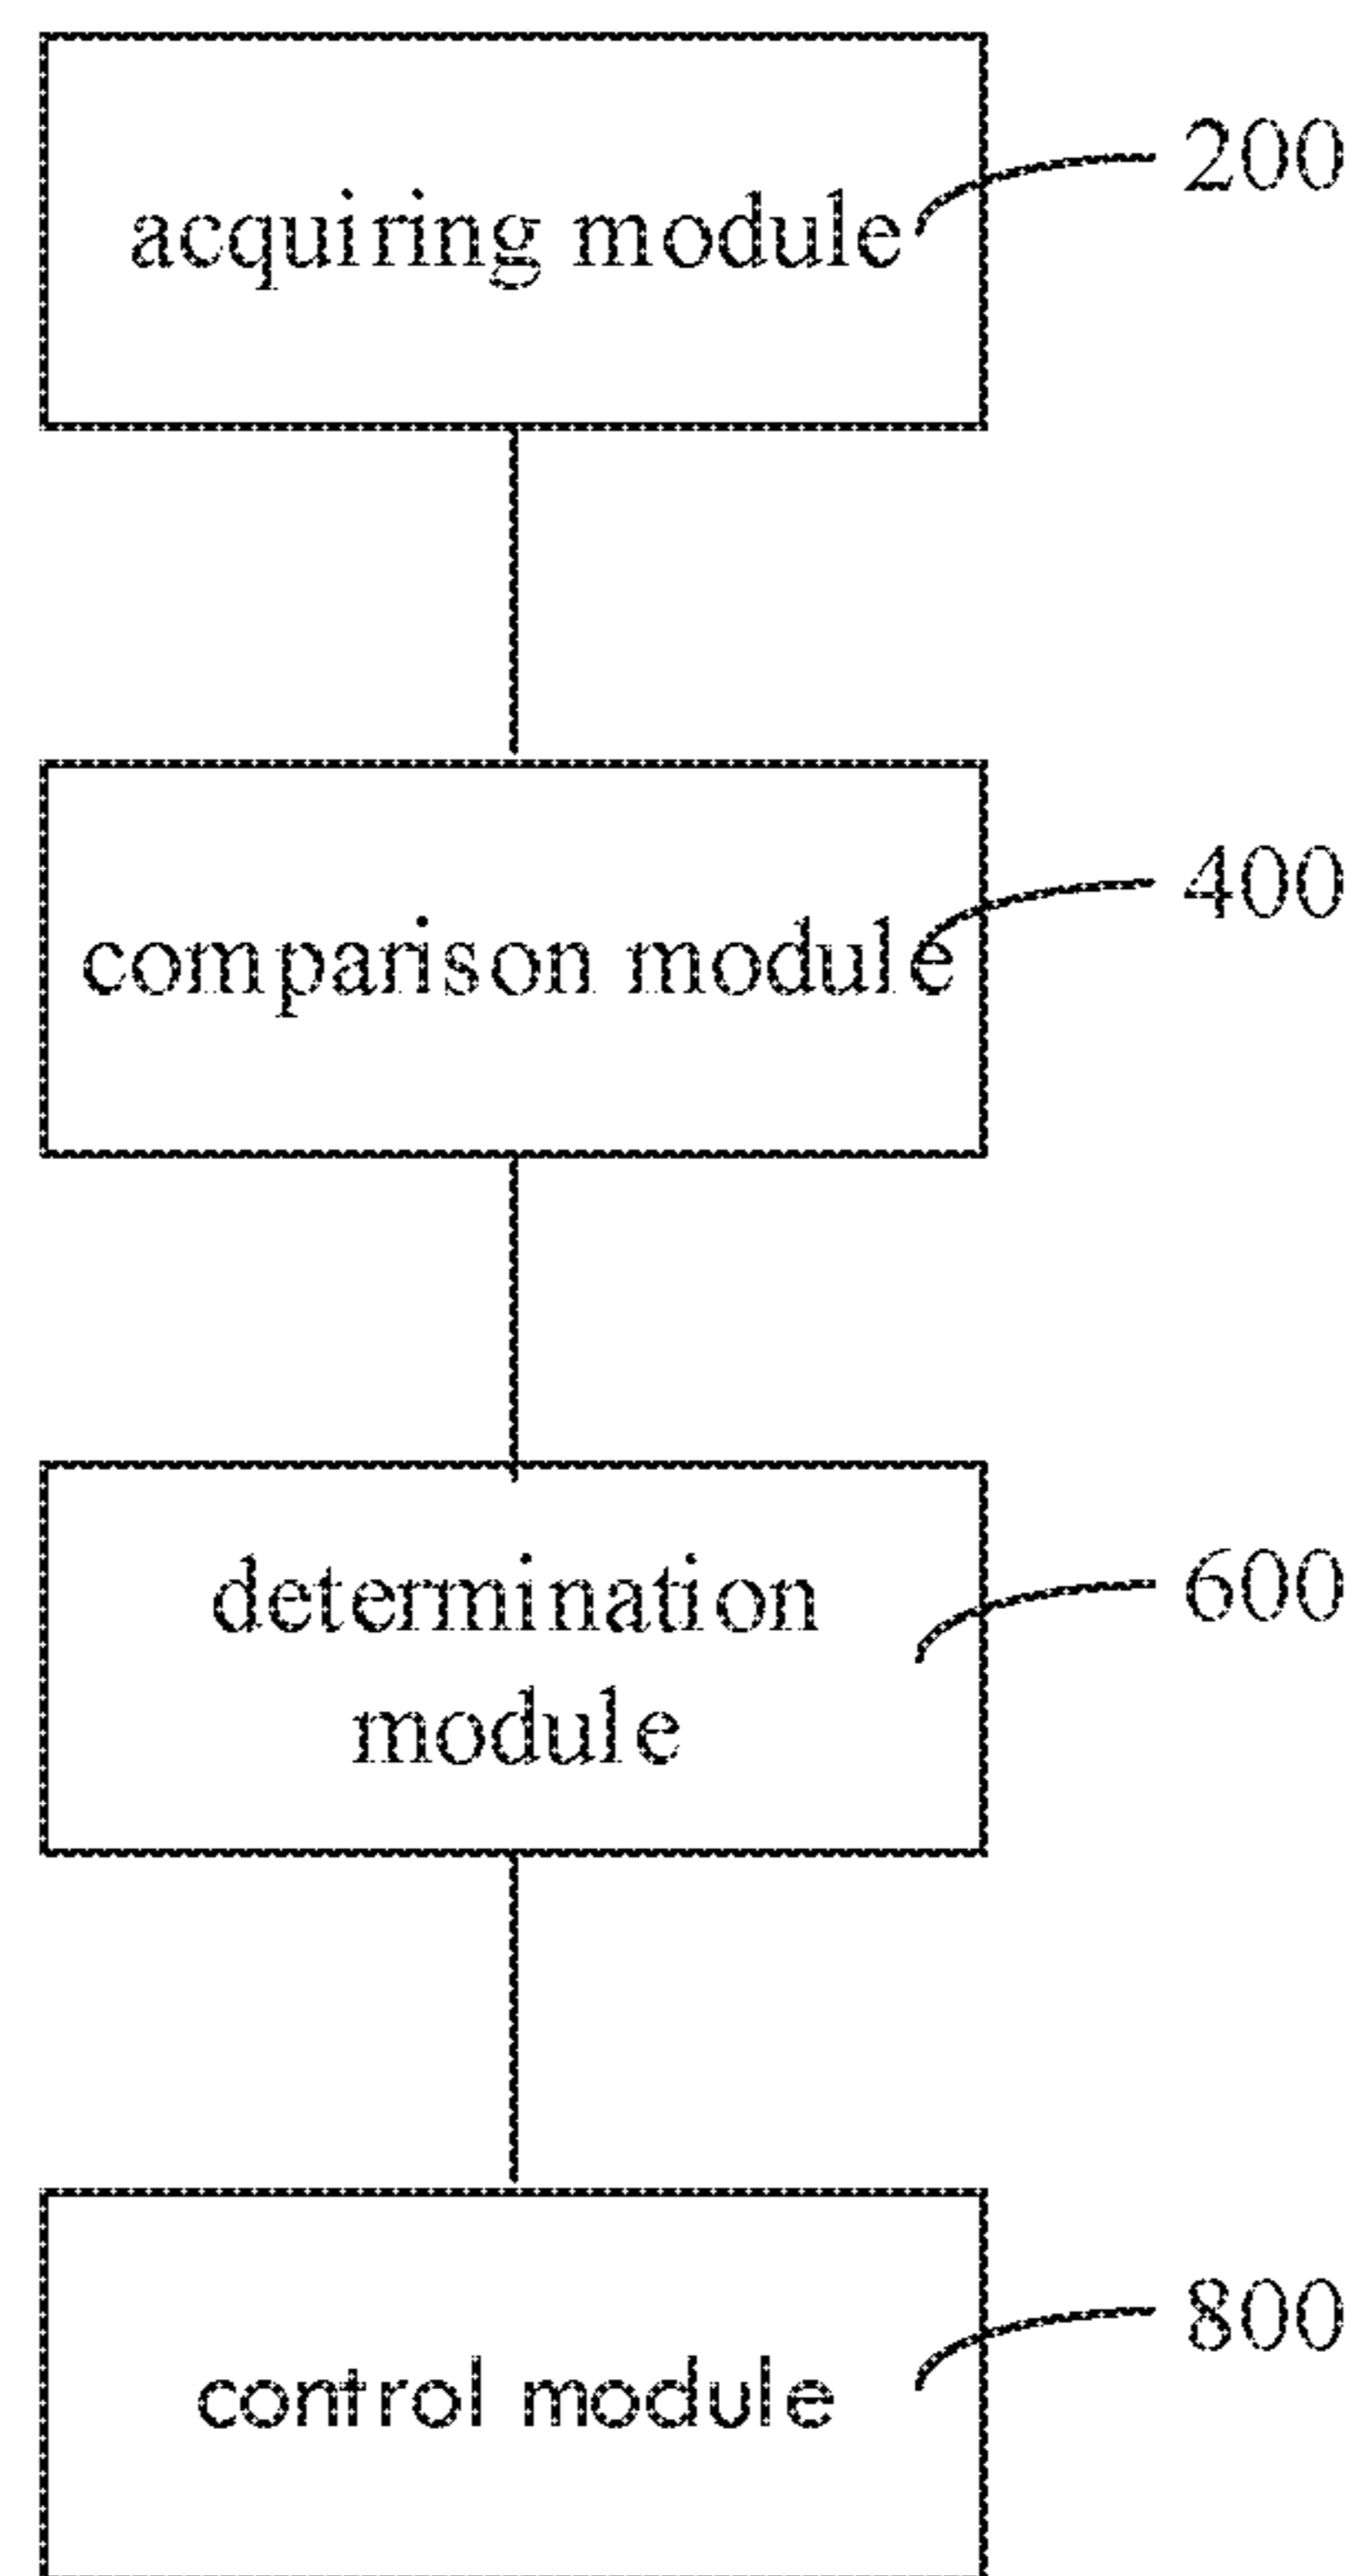 acquiring module
200
comparison module
400
determination
module
600
control module
800